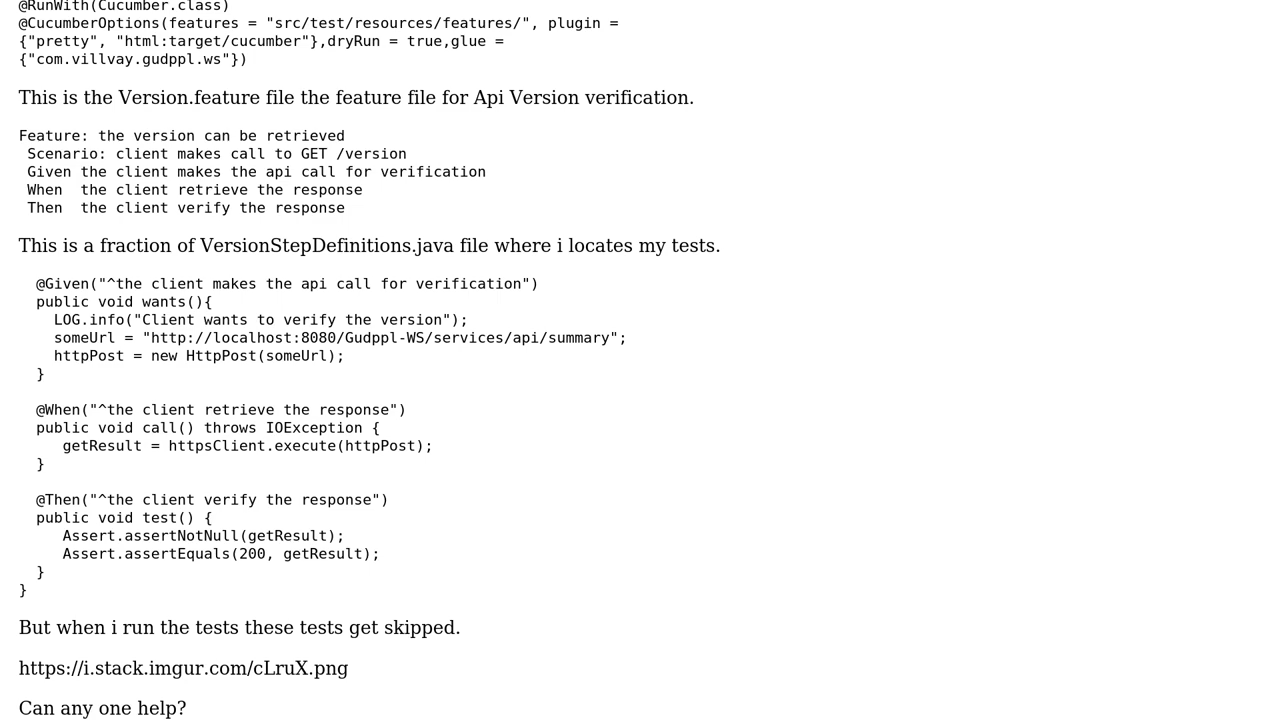 @RunWith(Cucumber.class)
@CucumberOptions(features = "src/test/resources/features/", plugin =
{"pretty", "html:target/cucumber"},dryRun = true,glue =
{"com.villvay.gudppl.ws"})
This is the Version.feature file the feature file for Api Version verification.
Feature: the version can be retrieved
 Scenario: client makes call to GET /version
 Given the client makes the api call for verification
 When  the client retrieve the response
 Then  the client verify the response
This is a fraction of VersionStepDefinitions.java file where i locates my tests.
  @Given("^the client makes the api call for verification")
  public void wants(){
    LOG.info("Client wants to verify the version");
    someUrl = "http://localhost:8080/Gudppl-WS/services/api/summary";
    httpPost = new HttpPost(someUrl);
  }
  @When("^the client retrieve the response")
  public void call() throws IOException {
     getResult = httpsClient.execute(httpPost);
  }
  @Then("^the client verify the response")
  public void test() {
     Assert.assertNotNull(getResult);
     Assert.assertEquals(200, getResult);
  }
}
But when i run the tests these tests get skipped.
https://i.stack.imgur.com/cLruX.png
Can any one help?